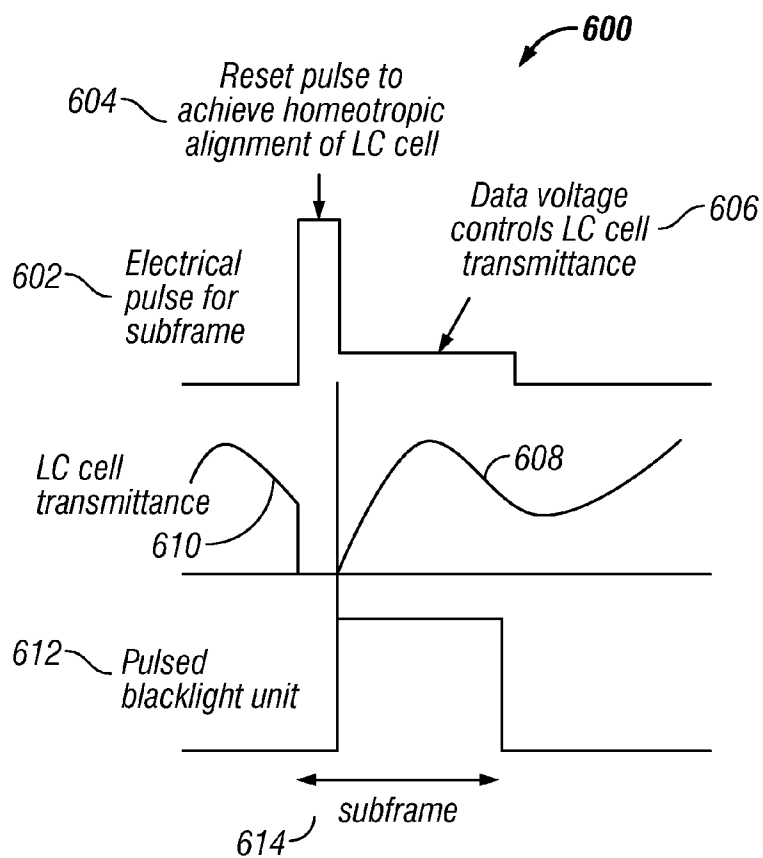 600
604
Reset pulse to
achieve homeotropic
alignment of LC cell
Data voltage
controls LC cell
transmittance
606
602
Electrical
pulse for
subframe
LC cell
transmittance
610
608
612
Pulsed
blacklight unit
subframe
614